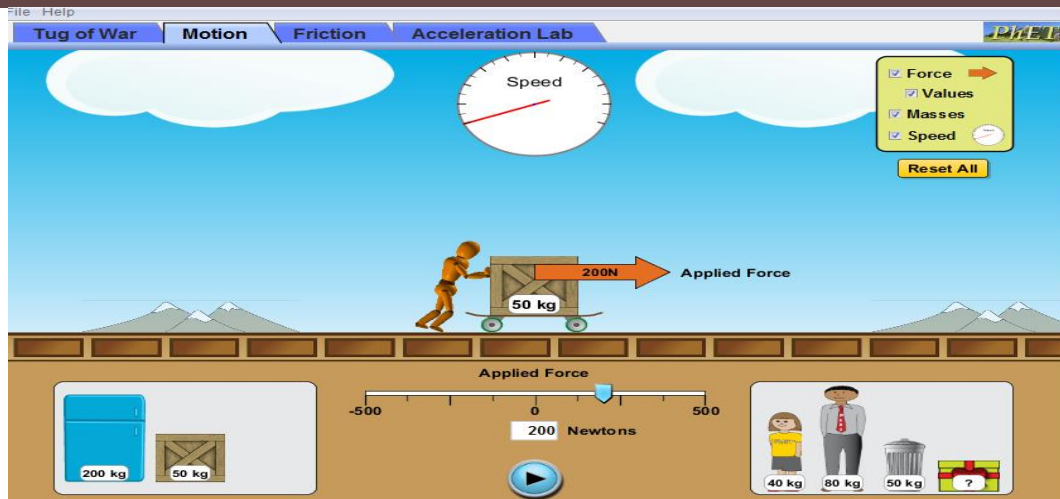 File Help
Tug of War Motion Friction Acceleration Lab PhET
Speed
Force
Values
Masses
Speed
Reset All
200N Applied Force
50 kg
Applied Force
-500 0 500
200 Newtons
200 kg 50 kg
40 kg 80 kg 50 kg ?